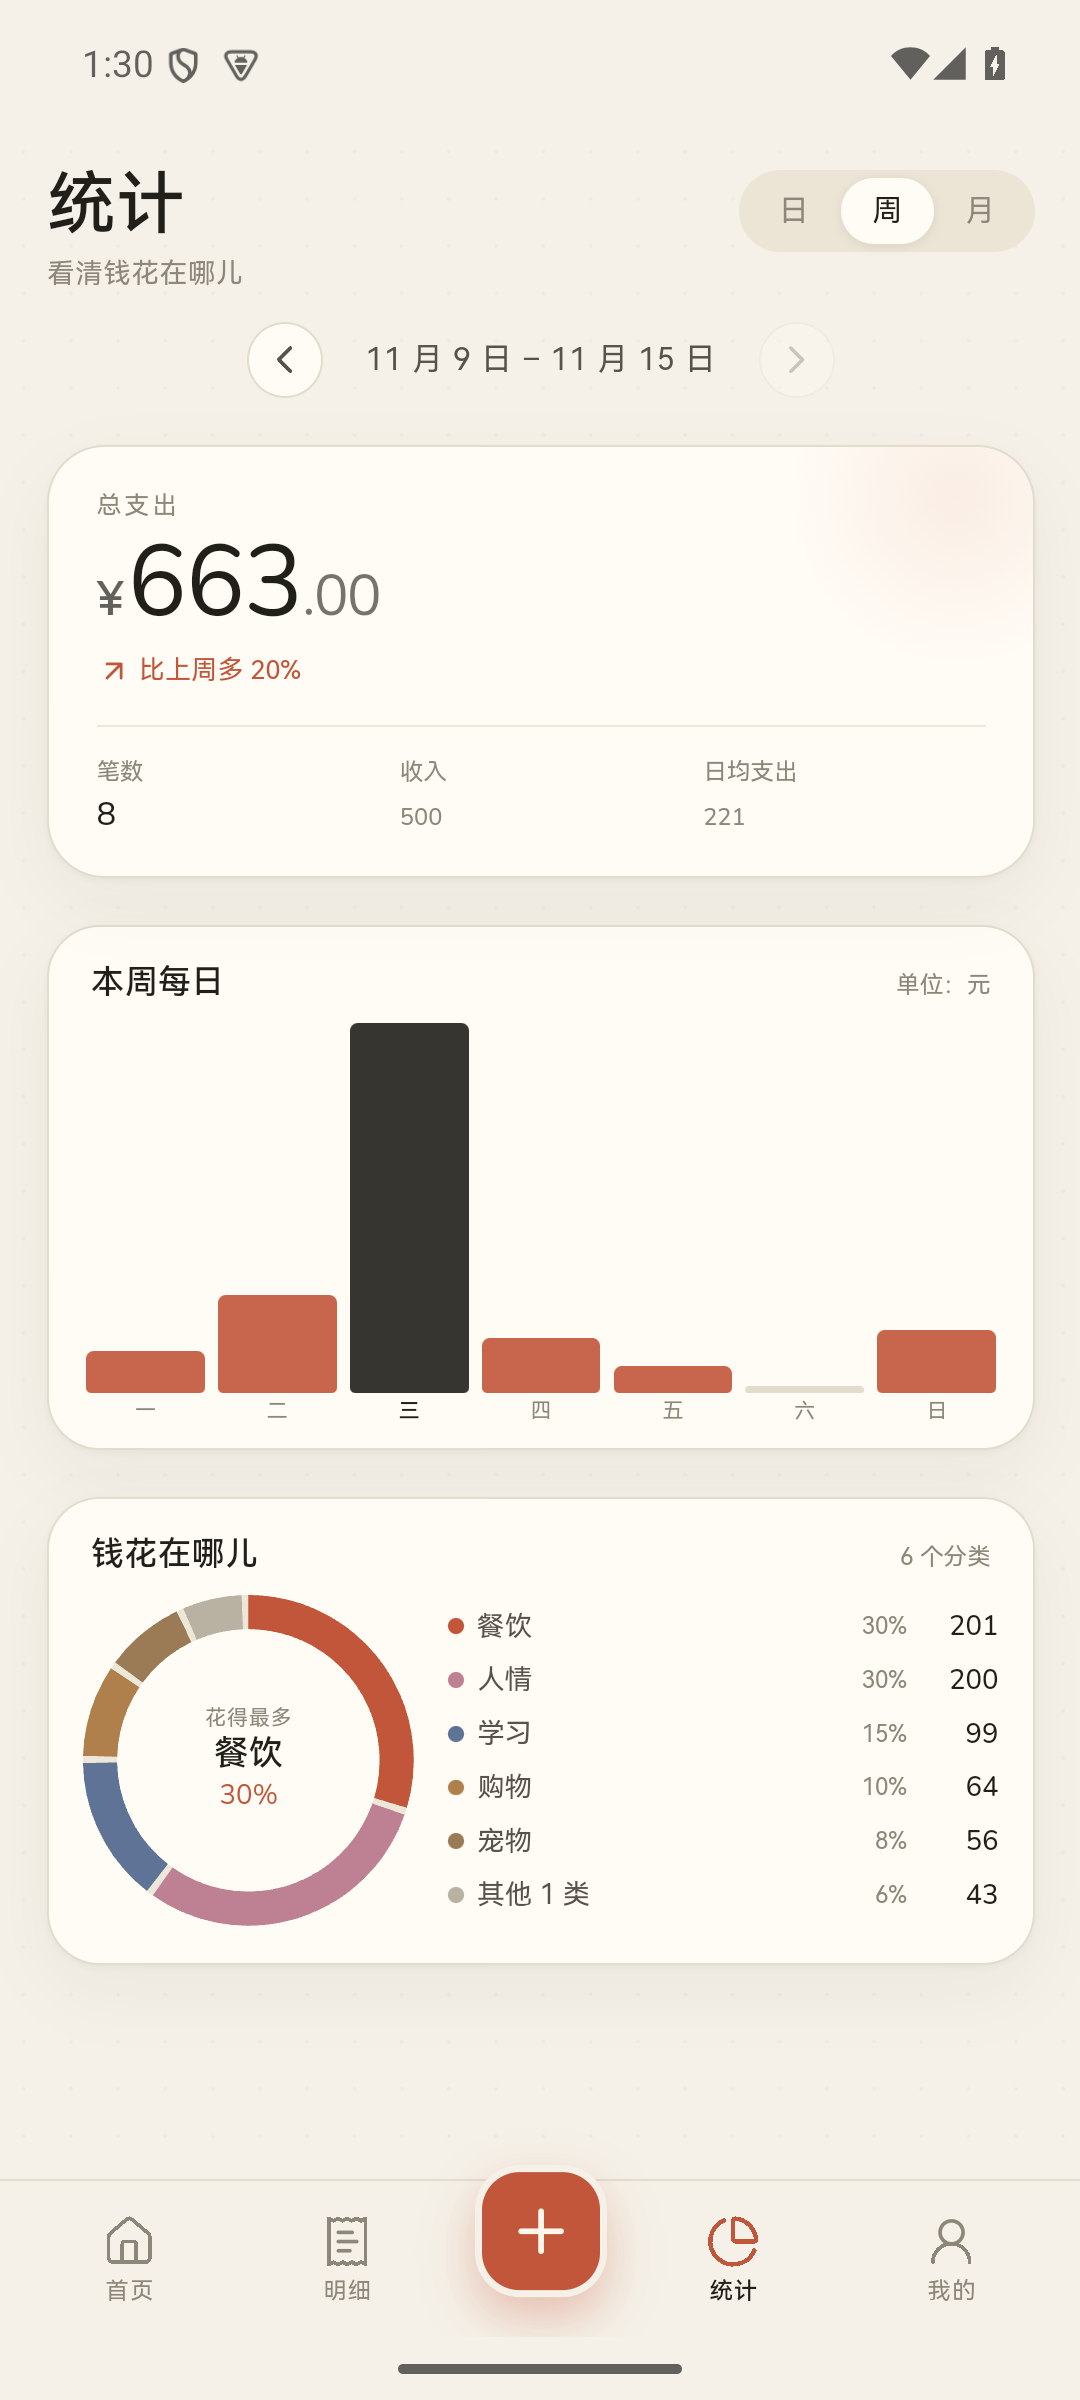 1:30
统计
日 周 月
看清钱花在哪儿
11 月 9 日 – 11 月 15 日
总支出
¥663.00
比上周多 20%
笔数 收入 日均支出
8 500 221
本周每日 单位：元
一 二 三 四 五 六 日
钱花在哪儿 6 个分类
花得最多
餐饮
30%
餐饮 30% 201
人情 30% 200
学习 15% 99
购物 10% 64
宠物 8% 56
其他 1 类 6% 43
首页 明细 统计 我的